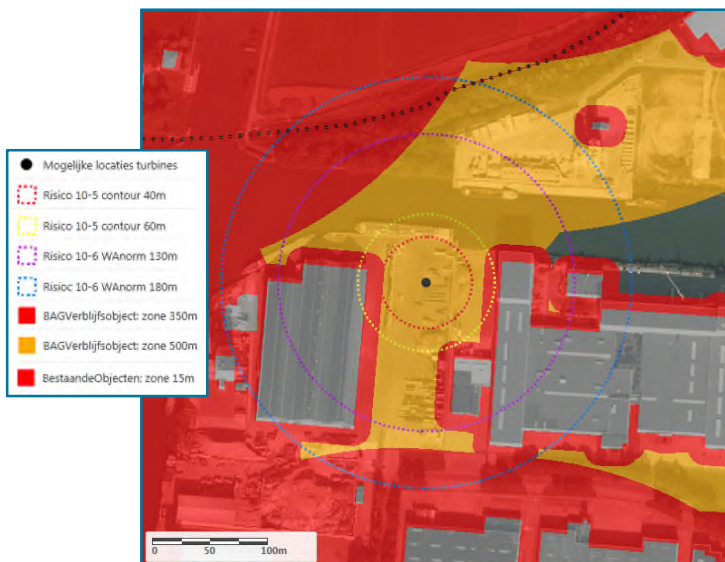 Mogelijke locaties turbines
Risico 10-5 contour 40m
Risico 10-5 contour 60m
Risico 10-6 WAnorm 130m
Risioc 10-6 WAnorm 180m
BAGVerblijfsobject: zone 350m
BAGVerblijfsobject: zone 500m
BestaandeObjecten; zone 15m
0 50 100m